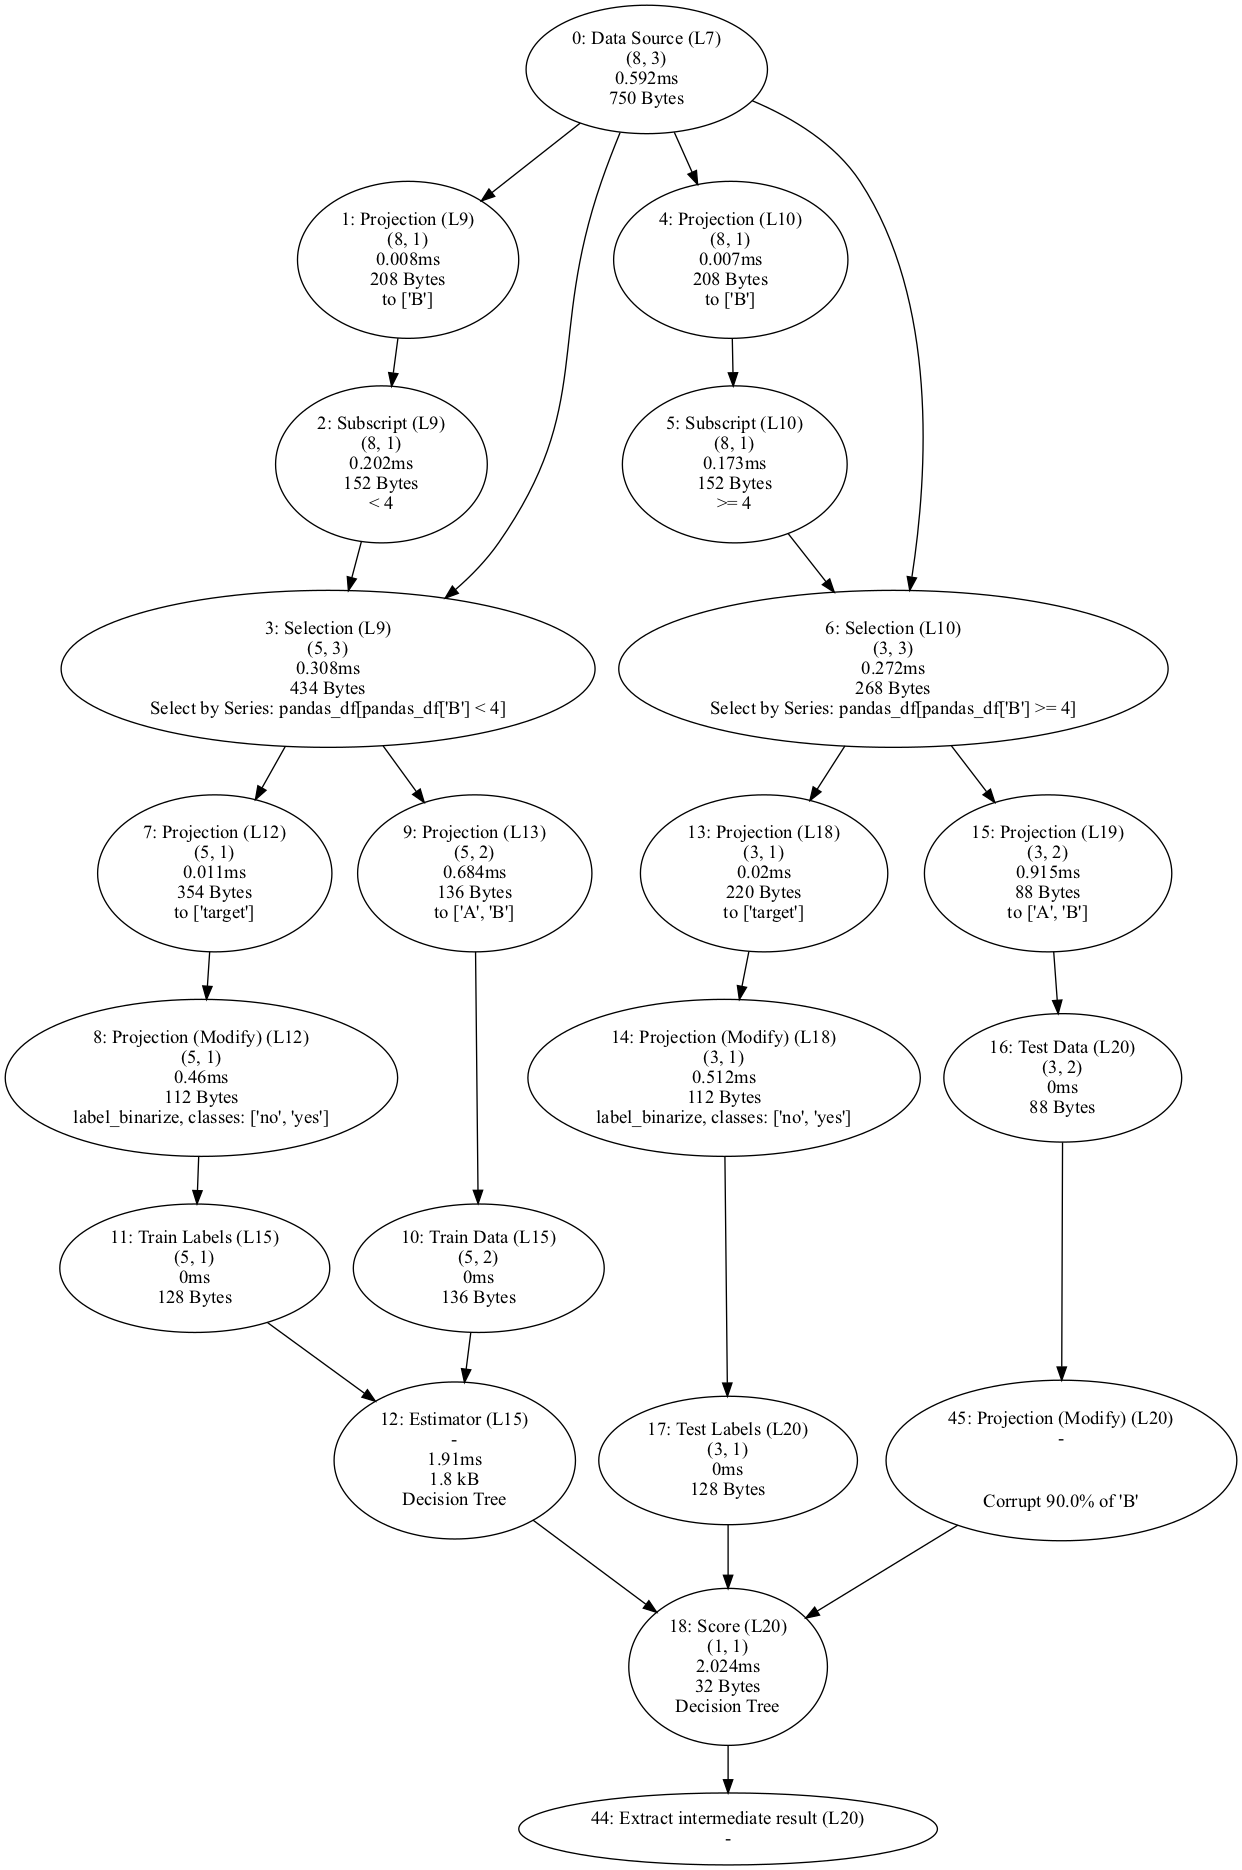 0: Data Source (L7)
(8, 3)
0.592ms
750 Bytes
1: Projection (L9)
(8, 1)
0.008ms
208 Bytes
to ['B']
4: Projection (L10)
(8, 1)
0.007ms
208 Bytes
to ['B']
2: Subscript (L9)
(8, 1)
0.202ms
152 Bytes
< 4
5: Subscript (L10)
(8, 1)
0.173ms
152 Bytes
>= 4
3: Selection (L9)
(5, 3)
0.308ms
434 Bytes
Select by Series: pandas_df[pandas_df['B'] < 4]
6: Selection (L10)
(3, 3)
0.272ms
268 Bytes
Select by Series: pandas_df[pandas_df['B'] >= 4]
7: Projection (L12)
(5, 1)
0.011ms
354 Bytes
to ['target']
9: Projection (L13)
(5, 2)
0.684ms
136 Bytes
to ['A', 'B']
13: Projection (L18)
(3, 1)
0.02ms
220 Bytes
to ['target']
15: Projection (L19)
(3, 2)
0.915ms
88 Bytes
to ['A', 'B']
8: Projection (Modify) (L12)
(5, 1)
0.46ms
112 Bytes
label_binarize, classes: ['no', 'yes']
14: Projection (Modify) (L18)
(3, 1)
0.512ms
112 Bytes
label_binarize, classes: ['no', 'yes']
16: Test Data (L20)
(3, 2)
0ms
88 Bytes
11: Train Labels (L15)
(5, 1)
0ms
128 Bytes
10: Train Data (L15)
(5, 2)
0ms
136 Bytes
12: Estimator (L15)
-
1.91ms
1.8 kB
Decision Tree
17: Test Labels (L20)
(3, 1)
0ms
128 Bytes
45: Projection (Modify) (L20)
-
Corrupt 90.0% of 'B'
18: Score (L20)
(1, 1)
2.024ms
32 Bytes
Decision Tree
44: Extract intermediate result (L20)
-